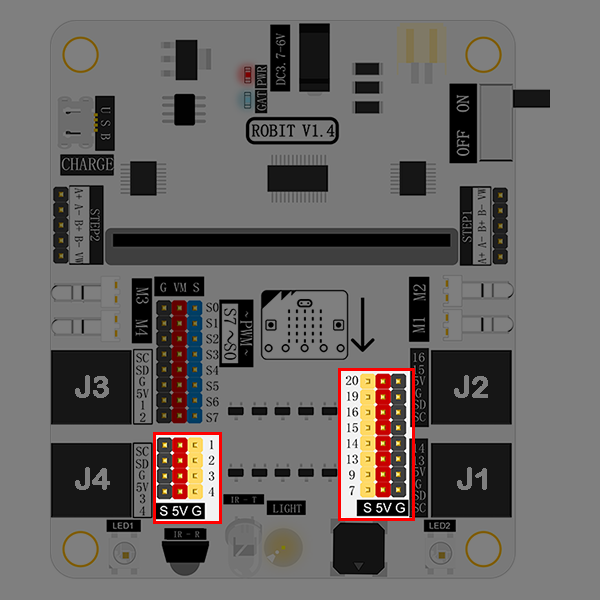 DC3.7-6V
PWR
GAT
ROBIT V1.4
ON
OFF
USB
CHARGE
A+ A- B+ B- VW
STEP2
STEP1
A+ A- B+ B- VW
G VM S
M3
M4
S0
S1
S2
S3
S4
S5
S6
S7
~PWM~
S7~S0
M2
M1
J3
SC
SD
G
5V
1
2
16
15
5V
G
SD
SC
J2
20
19
16
15
14
13
9
7
S 5V G
1
2
3
4
S 5V G
J4
SC
SD
G
5V
3
4
14
13
5V
G
SD
SC
J1
IR-T
LIGHT
LED1
IR-R
LED2